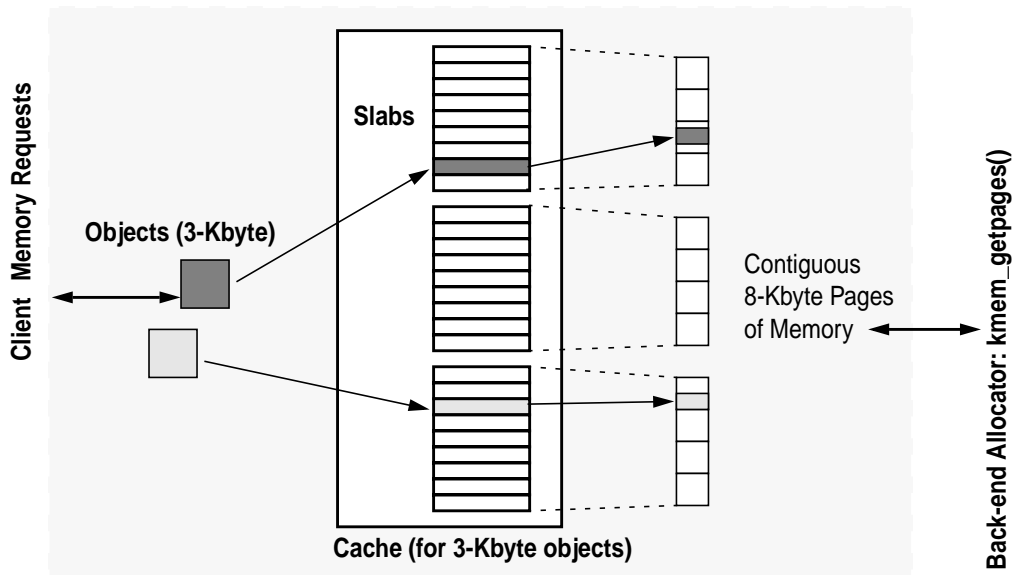 Client Memory Requests
Slabs
Objects (3-Kbyte)
Contiguous
8-Kbyte Pages
of Memory
Cache (for 3-Kbyte objects)
Back-end Allocator: kmem_getpages()